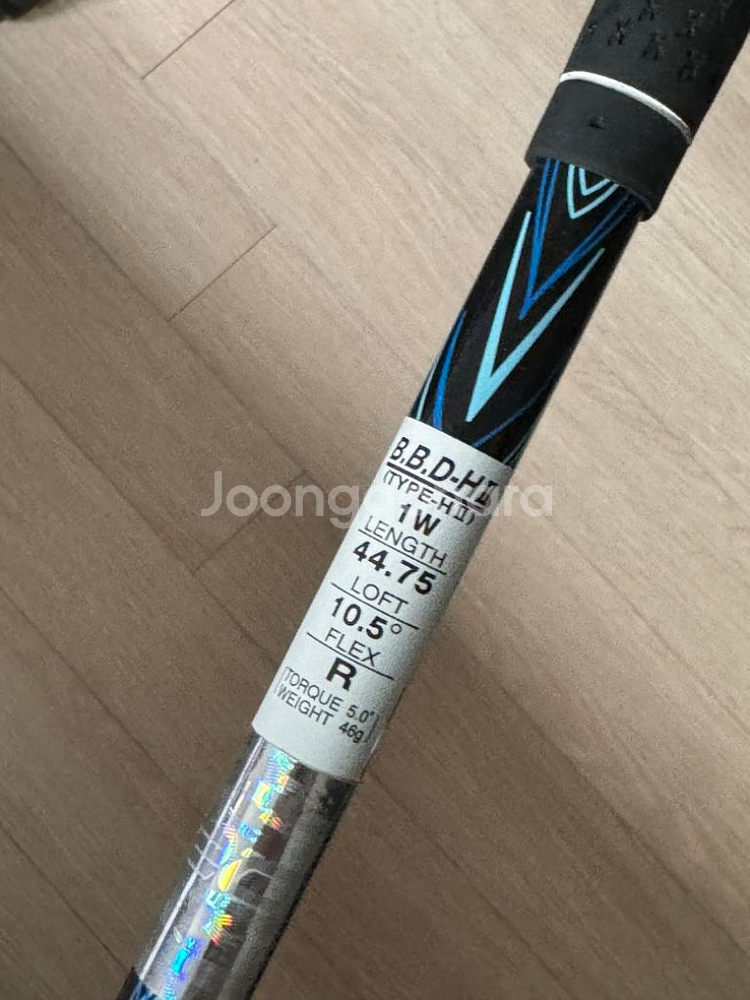 B.B.D-HⅡ
(TYPE-HⅡ)
1W
LENGTH
44.75
LOFT
10.5°
FLEX
R
TORQUE 5.0°
WEIGHT 46g